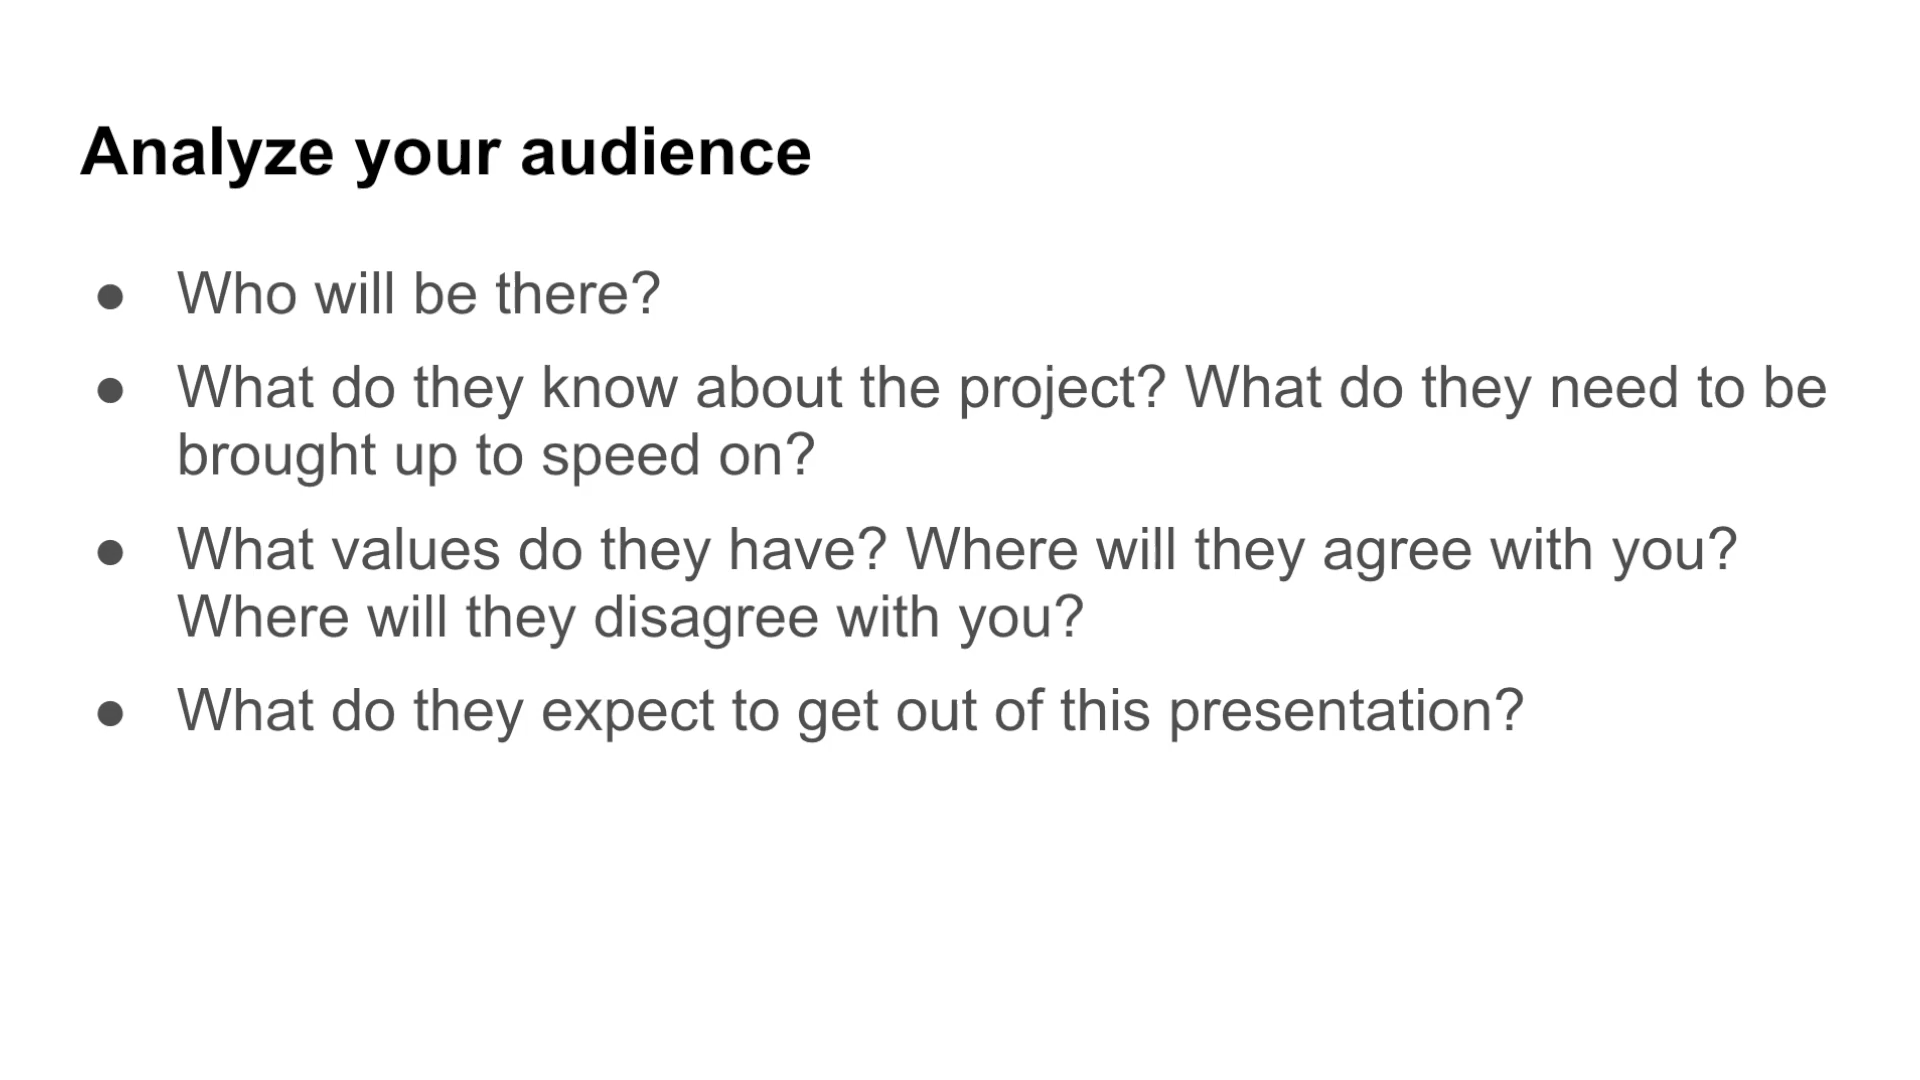 Analyze your audience
● Who will be there?
● What do they know about the project? What do they need to be
brought up to speed on?
● What values do they have? Where will they agree with you?
Where will they disagree with you?
● What do they expect to get out of this presentation?